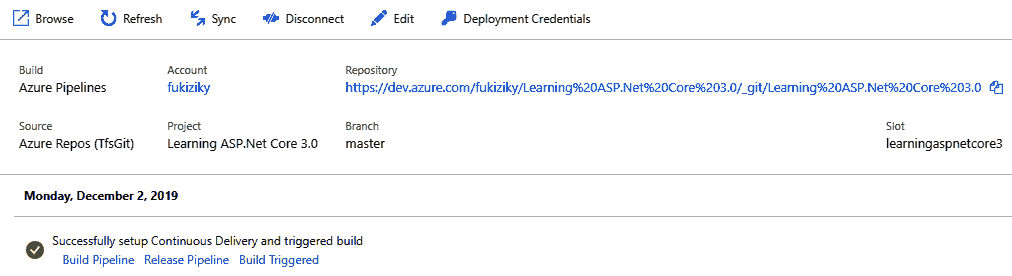 Browse Refresh Sync Disconnect Edit Deployment Credentials
Build Account Repository
Azure Pipelines fukiziky https://dev.azure.com/fukiziky/Learning%20ASP.Net%20Core%203.0/_git/Learning%20ASP.Net%20Core%203.0
Source Project Branch Slot
Azure Repos (TfsGit) Learning ASP.Net Core 3.0 master learningaspnetcore3
Monday, December 2, 2019
Successfully setup Continuous Delivery and triggered build
Build Pipeline Release Pipeline Build Triggered